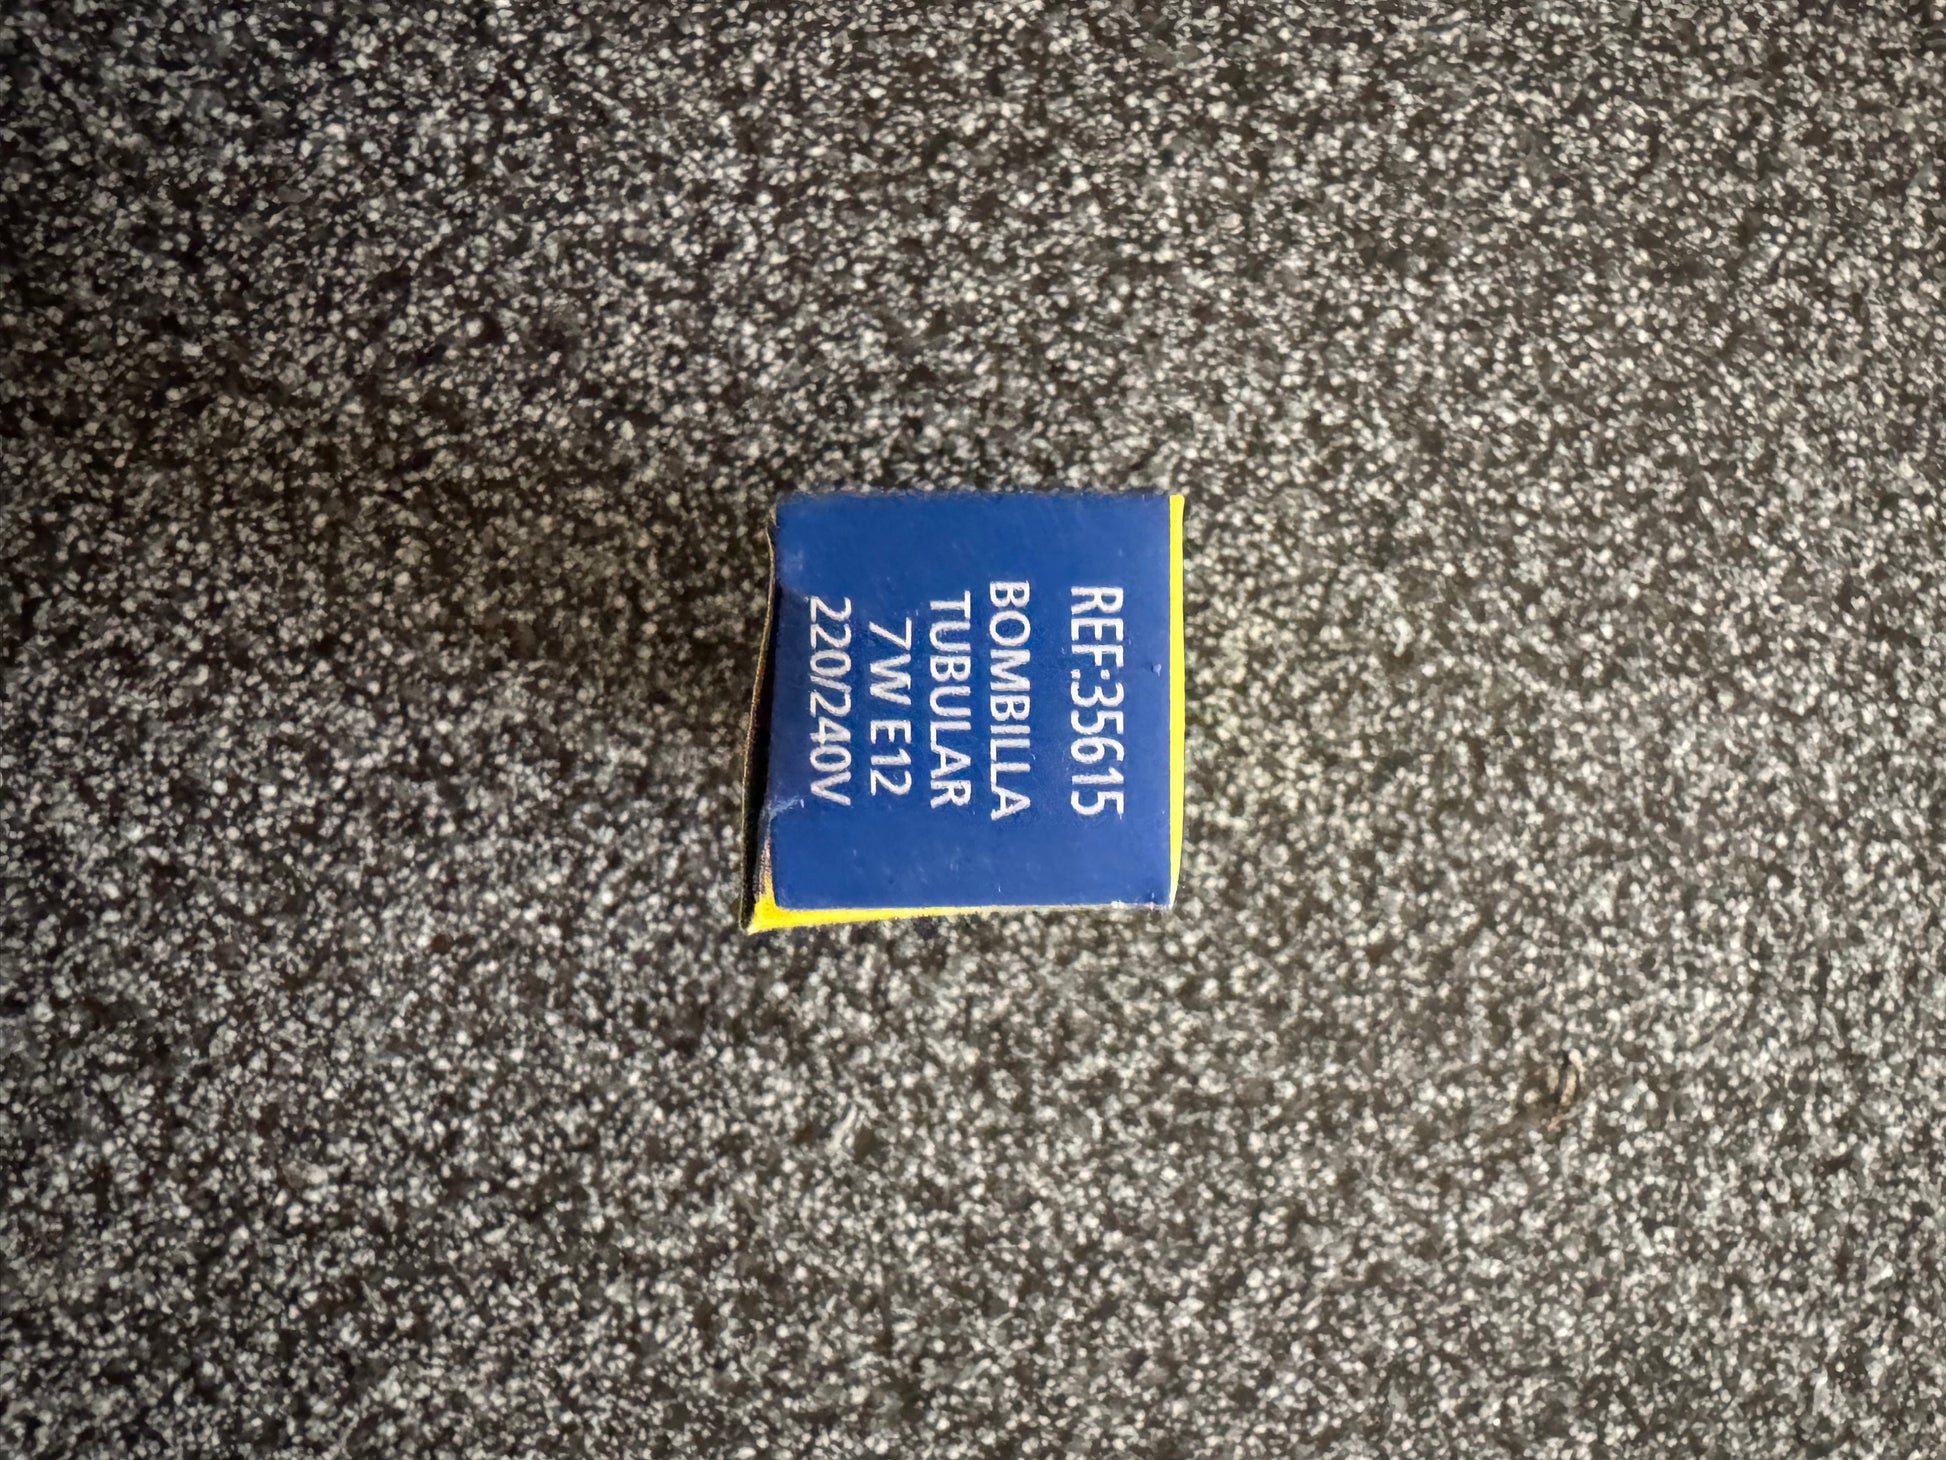 REF:35615
BOMBILLA
TUBULAR
7W E12
220/240V